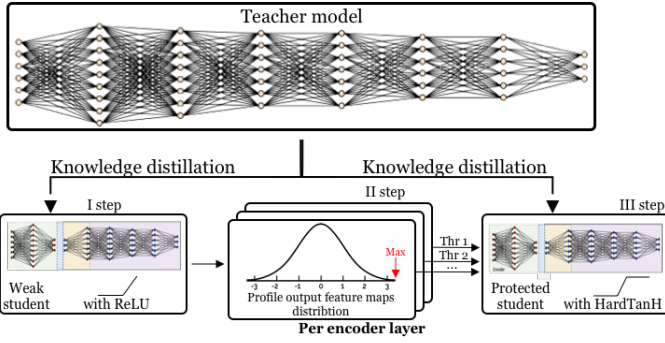 Teacher model
Knowledge distillation
Knowledge distillation
I step
II step
III step
Max
-3 -2 -1 0 1 2 3
Profile output feature maps
distribtion
Thr 1
Thr 2
...
Weak
student
with ReLU
Protected
student
with HardTanH
Per encoder layer